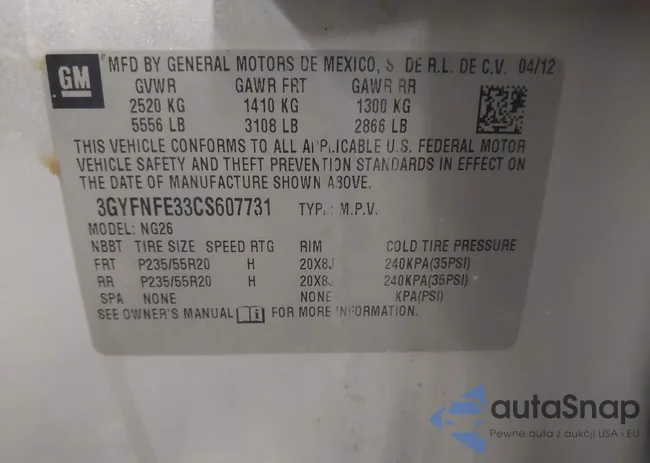 GM
MFD BY GENERAL MOTORS DE MEXICO, S DE R.L. DE C.V. 04/12
GVWR GAWR FRT GAWR RR
2520 KG 1410 KG 1300 KG
5556 LB 3108 LB 2866 LB
THIS VEHICLE CONFORMS TO ALL APPLICABLE U.S. FEDERAL MOTOR
VEHICLE SAFETY AND THEFT PREVENTION STANDARDS IN EFFECT ON
THE DATE OF MANUFACTURE SHOWN ABOVE.
3GYFNFE33CS607731 TYP.: M.P.V.
MODEL: NG26
NBBT TIRE SIZE SPEED RTG RIM COLD TIRE PRESSURE
FRT P235/55R20 H 20X8J 240KPA(35PSI)
RR P235/55R20 H 20X8J 240KPA(35PSI)
SPA NONE NONE KPA(PSI)
SEE OWNER'S MANUAL FOR MORE INFORMATION.
autaSnap
Pewne auta z aukcji USA i EU